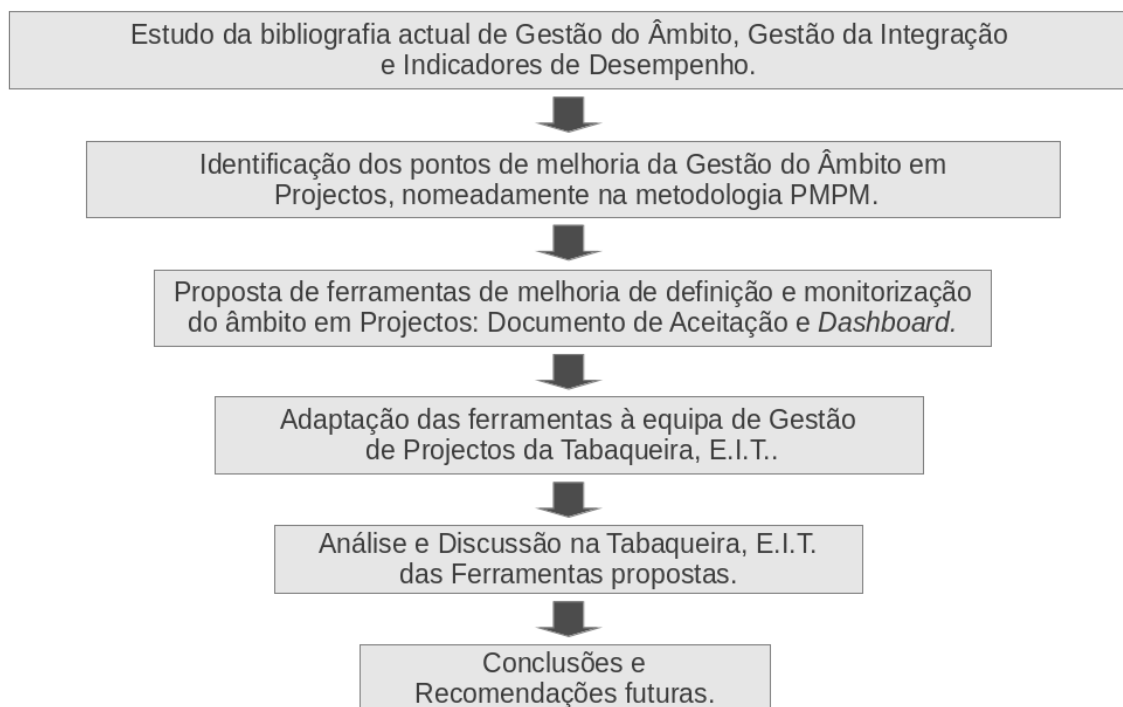 Estudo da bibliografia actual de Gestão do Âmbito, Gestão da Integração
e Indicadores de Desempenho.
Identificação dos pontos de melhoria da Gestão do Âmbito em
Projectos, nomeadamente na metodologia PMPM.
Proposta de ferramentas de melhoria de definição e monitorização
do âmbito em Projectos: Documento de Aceitação e Dashboard.
Adaptação das ferramentas à equipa de Gestão
de Projectos da Tabaqueira, E.I.T..
Análise e Discussão na Tabaqueira, E.I.T.
das Ferramentas propostas.
Conclusões e
Recomendações futuras.